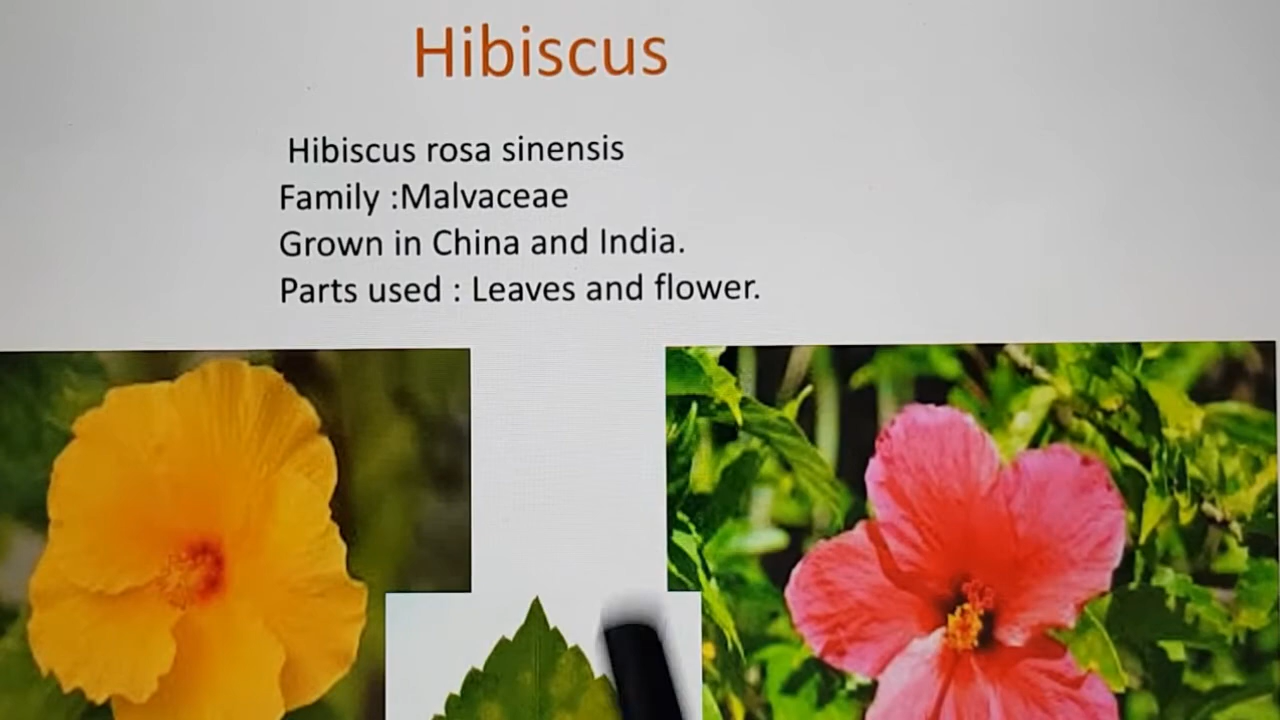 Hibiscus
Hibiscus rosa sinensis
Family :Malvaceae
Grown in China and India.
Parts used : Leaves and flower.